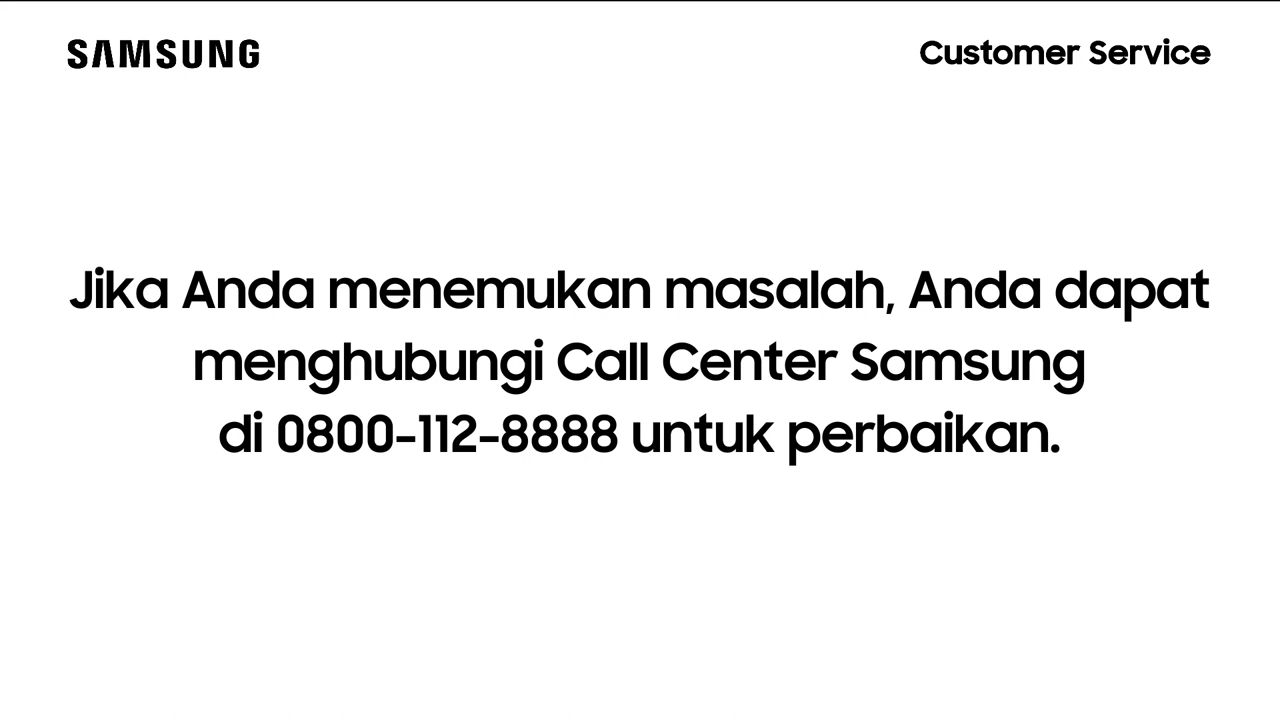 SAMSUNG
Customer Service
Jika Anda menemukan masalah, Anda dapat
menghubungi Call Center Samsung
di 0800-112-8888 untuk perbaikan.